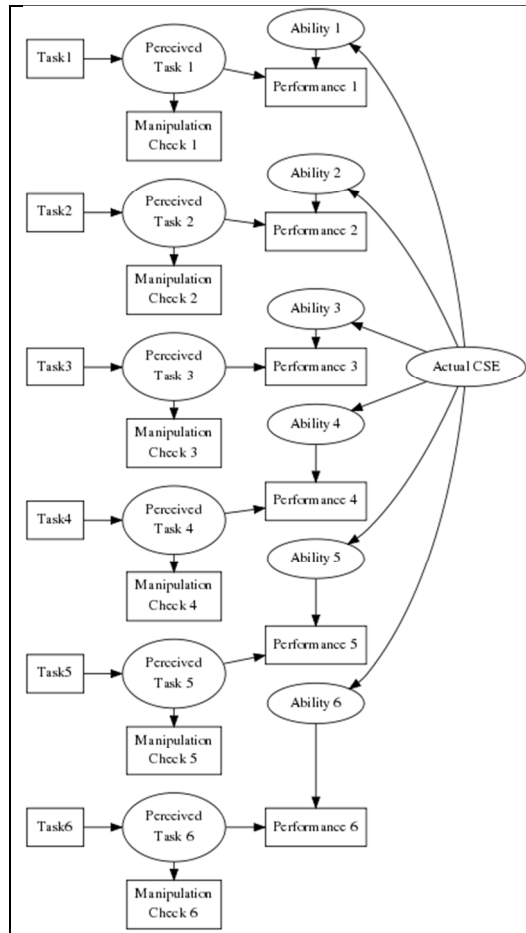 Ability 1
Task1
Perceived
Task 1
Performance 1
Manipulation
Check 1
Ability 2
Task2
Perceived
Task 2
Performance 2
Manipulation
Check 2
Ability 3
Task3
Perceived
Task 3
Performance 3
Actual CSE
Manipulation
Check 3
Ability 4
Task4
Perceived
Task 4
Performance 4
Manipulation
Check 4
Ability 5
Task5
Perceived
Task 5
Performance 5
Manipulation
Check 5
Ability 6
Task6
Perceived
Task 6
Performance 6
Manipulation
Check 6